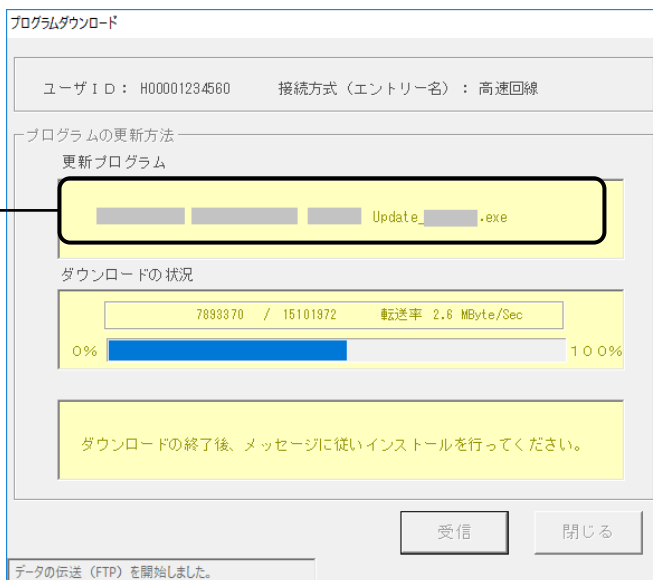 プログラムダウンロード
ユーザID： H00001234560 接続方式（エントリー名）：高速回線
プログラムの更新方法
更新プログラム
Update_ .exe
ダウンロードの状況
7893370 / 15101972 転送率 2.6 MByte/Sec
0% 100%
ダウンロードの終了後、メッセージに従いインストールを行ってください。
受信 閉じる
データの伝送（FTP）を開始しました。